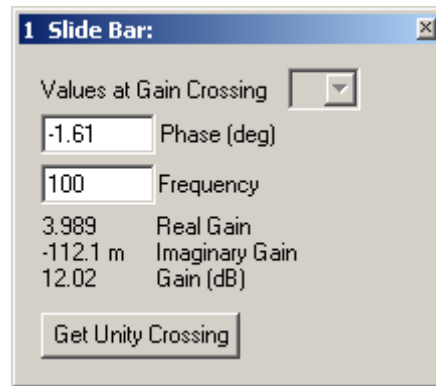 1 Slide Bar:
Values at Gain Crossing
-1.61 Phase (deg)
100 Frequency
3.989 Real Gain
-112.1 m Imaginary Gain
12.02 Gain (dB)
Get Unity Crossing